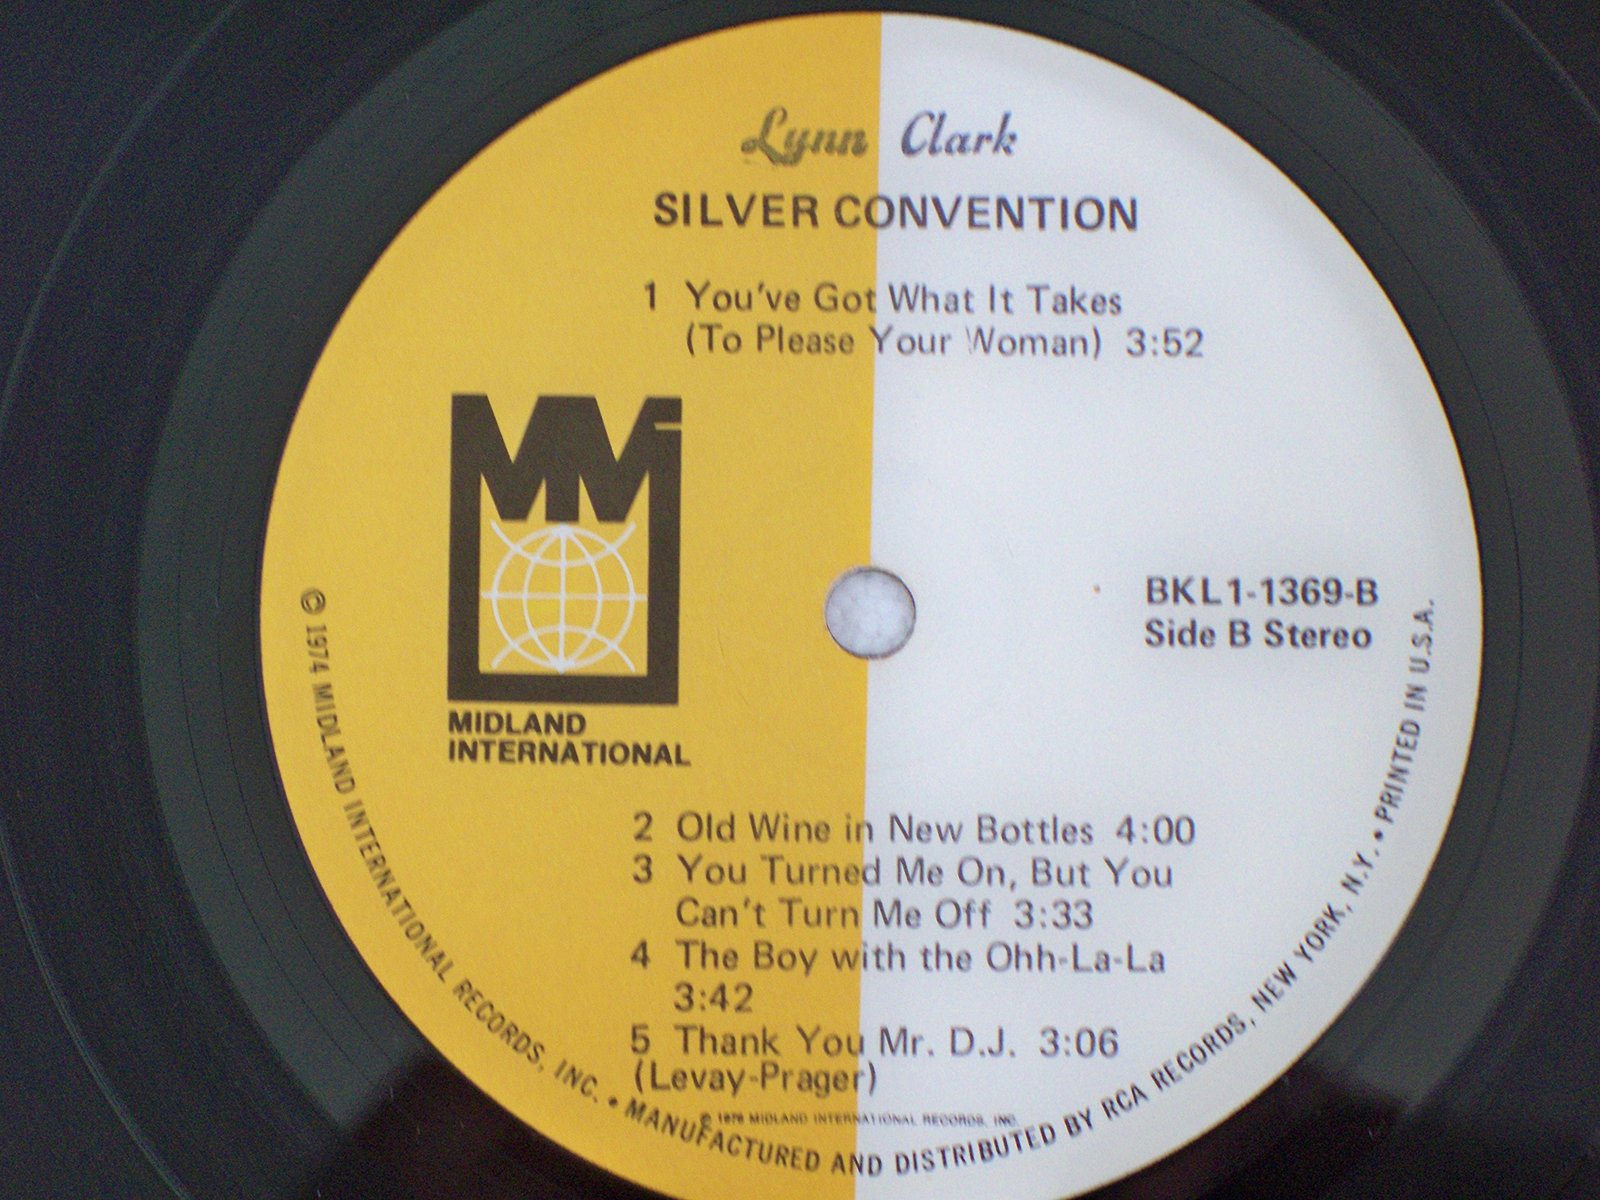 Lynn Clark
SILVER CONVENTION
1 You've Got What It Takes
(To Please Your Woman) 3:52
MIDLAND
INTERNATIONAL
BKL1-1369-B
Side B Stereo
2 Old Wine in New Bottles 4:00
3 You Turned Me On, But You
Can't Turn Me Off 3:33
4 The Boy with the Ohh-La-La
3:42
5 Thank You Mr. D.J. 3:06
(Levay-Prager)
℗ 1976 MIDLAND INTERNATIONAL RECORDS, INC.
© 1974 MIDLAND INTERNATIONAL RECORDS, INC. • MANUFACTURED AND DISTRIBUTED BY RCA RECORDS, NEW YORK, N.Y. • PRINTED IN U.S.A.